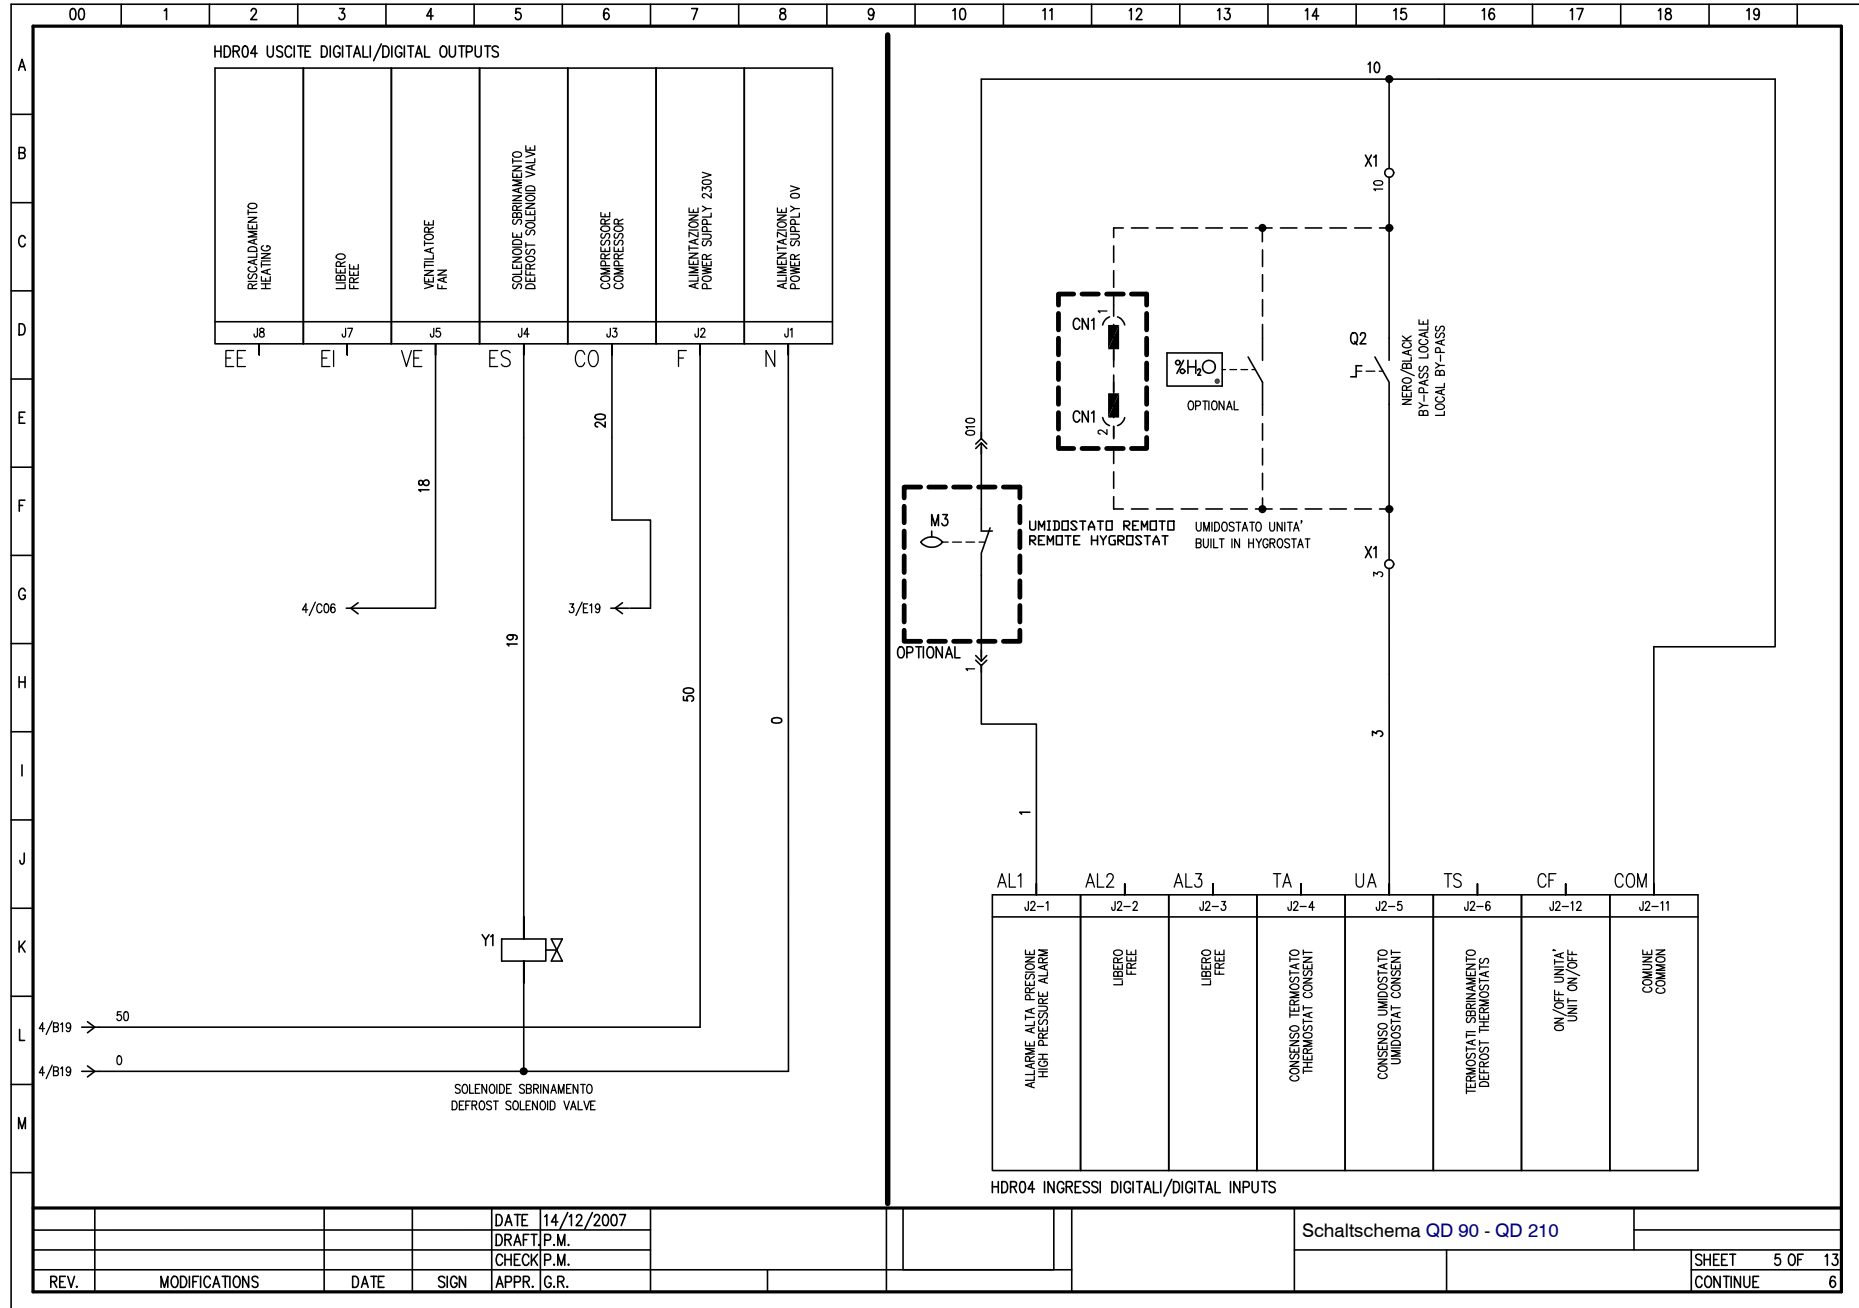 00 1 2 3 4 5 6 7 8 9 10 11 12 13 14 15 16 17 18 19
A
B
C
D
E
F
G
H
I
J
K
L
M
HDR04 USCITE DIGITALI/DIGITAL OUTPUTS
RISCALDAMENTO
HEATING
LIBERO
FREE
VENTILATORE
FAN
SOLENOIDE SBRINAMENTO
DEFROST SOLENOID VALVE
COMPRESSORE
COMPRESSOR
ALIMENTAZIONE
POWER SUPPLY 230V
ALIMENTAZIONE
POWER SUPPLY 0V
J8 J7 J5 J4 J3 J2 J1
EE EI VE ES CO F N
20
18
4/C06
3/E19
19
50
0
Y1
4/B19
50
4/B19
0
SOLENOIDE SBRINAMENTO
DEFROST SOLENOID VALVE
10
X1
10
CN1
1
CN1
2
%H₂O
OPTIONAL
Q2
NERO/BLACK
BY-PASS LOCALE
LOCAL BY-PASS
010
M3
UMIDOSTATO REMOTO
REMOTE HYGROSTAT
UMIDOSTATO UNITA'
BUILT IN HYGROSTAT
X1
3
OPTIONAL
1
3
1
AL1 AL2 AL3 TA UA TS CF COM
J2-1 J2-2 J2-3 J2-4 J2-5 J2-6 J2-12 J2-11
ALLARME ALTA PRESIONE
HIGH PRESSURE ALARM
LIBERO
FREE
LIBERO
FREE
CONSENSO TERMOSTATO
THERMOSTAT CONSENT
CONSENSO UMIDOSTATO
UMIDOSTAT CONSENT
TERMOSTATI SBRINAMENTO
DEFROST THERMOSTATS
ON/OFF UNITA'
UNIT ON/OFF
COMUNE
COMMON
HDR04 INGRESSI DIGITALI/DIGITAL INPUTS
DATE 14/12/2007
DRAFT. P.M.
CHECK P.M.
REV. MODIFICATIONS DATE SIGN APPR. G.R.
Schaltschema QD 90 - QD 210
SHEET 5 OF 13
CONTINUE 6